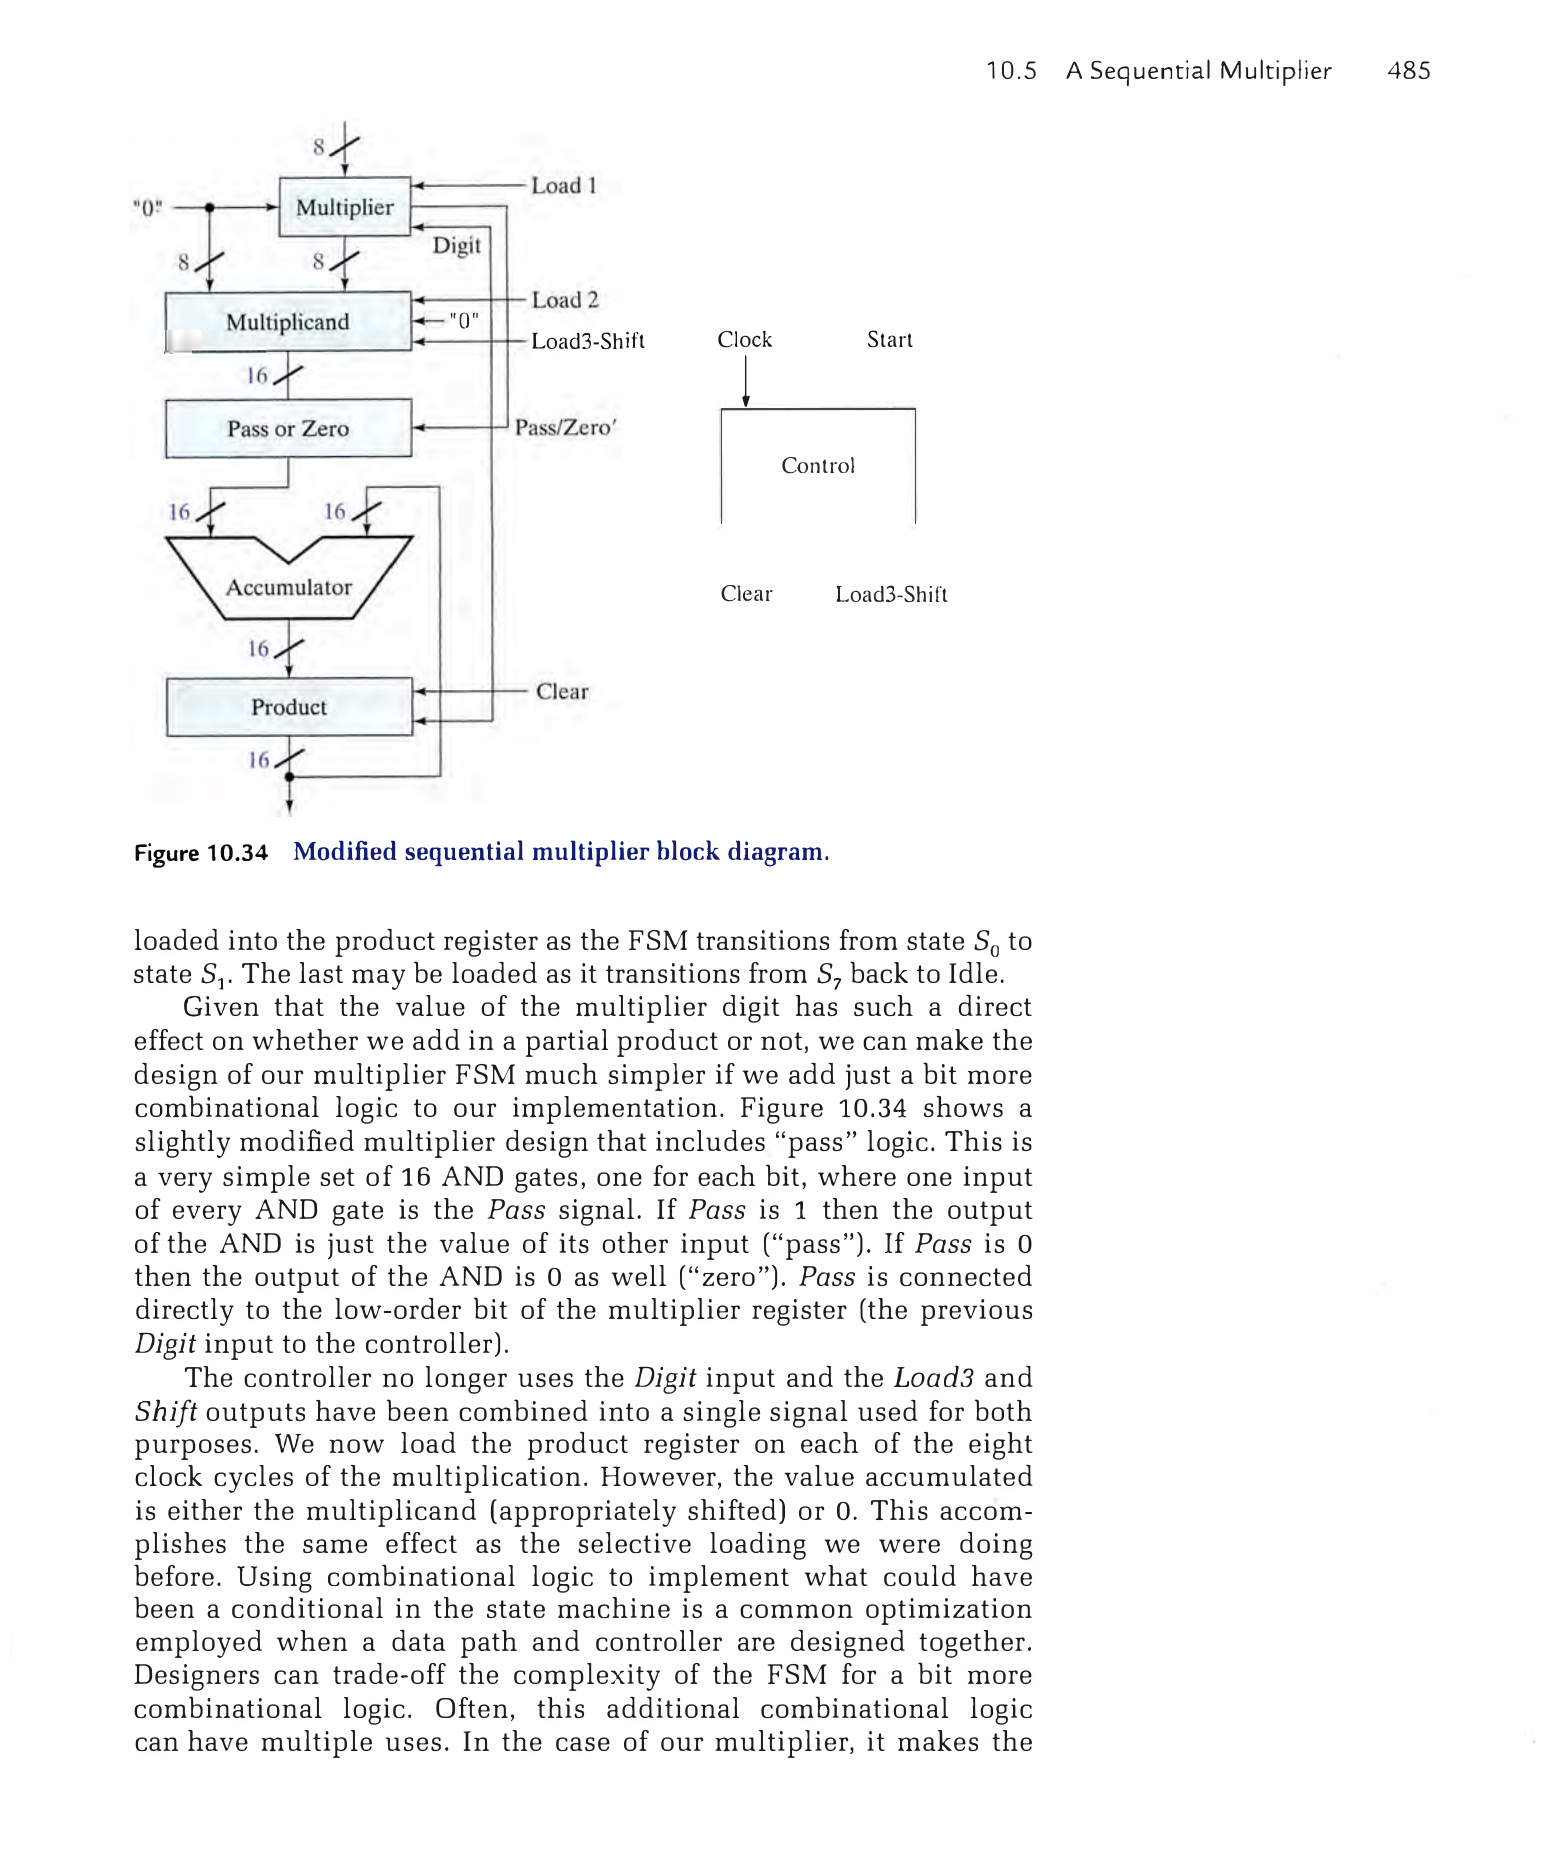 10.5 A Sequential Multiplier 485
8
Load 1
"0"
Multiplier
Digit
8
8
Load 2
Multiplicand
"0"
Load3-Shift
Clock
Start
16
Pass or Zero
Pass/Zero′
Control
16
16
Accumulator
Clear
Load3-Shift
16
Clear
Product
16
Figure 10.34 Modified sequential multiplier block diagram.
loaded into the product register as the FSM transitions from state S₀ to
state S₁. The last may be loaded as it transitions from S₇ back to Idle.
Given that the value of the multiplier digit has such a direct
effect on whether we add in a partial product or not, we can make the
design of our multiplier FSM much simpler if we add just a bit more
combinational logic to our implementation. Figure 10.34 shows a
slightly modified multiplier design that includes “pass” logic. This is
a very simple set of 16 AND gates, one for each bit, where one input
of every AND gate is the Pass signal. If Pass is 1 then the output
of the AND is just the value of its other input (“pass”). If Pass is 0
then the output of the AND is 0 as well (“zero”). Pass is connected
directly to the low-order bit of the multiplier register (the previous
Digit input to the controller).
The controller no longer uses the Digit input and the Load3 and
Shift outputs have been combined into a single signal used for both
purposes. We now load the product register on each of the eight
clock cycles of the multiplication. However, the value accumulated
is either the multiplicand (appropriately shifted) or 0. This accom-
plishes the same effect as the selective loading we were doing
before. Using combinational logic to implement what could have
been a conditional in the state machine is a common optimization
employed when a data path and controller are designed together.
Designers can trade-off the complexity of the FSM for a bit more
combinational logic. Often, this additional combinational logic
can have multiple uses. In the case of our multiplier, it makes the